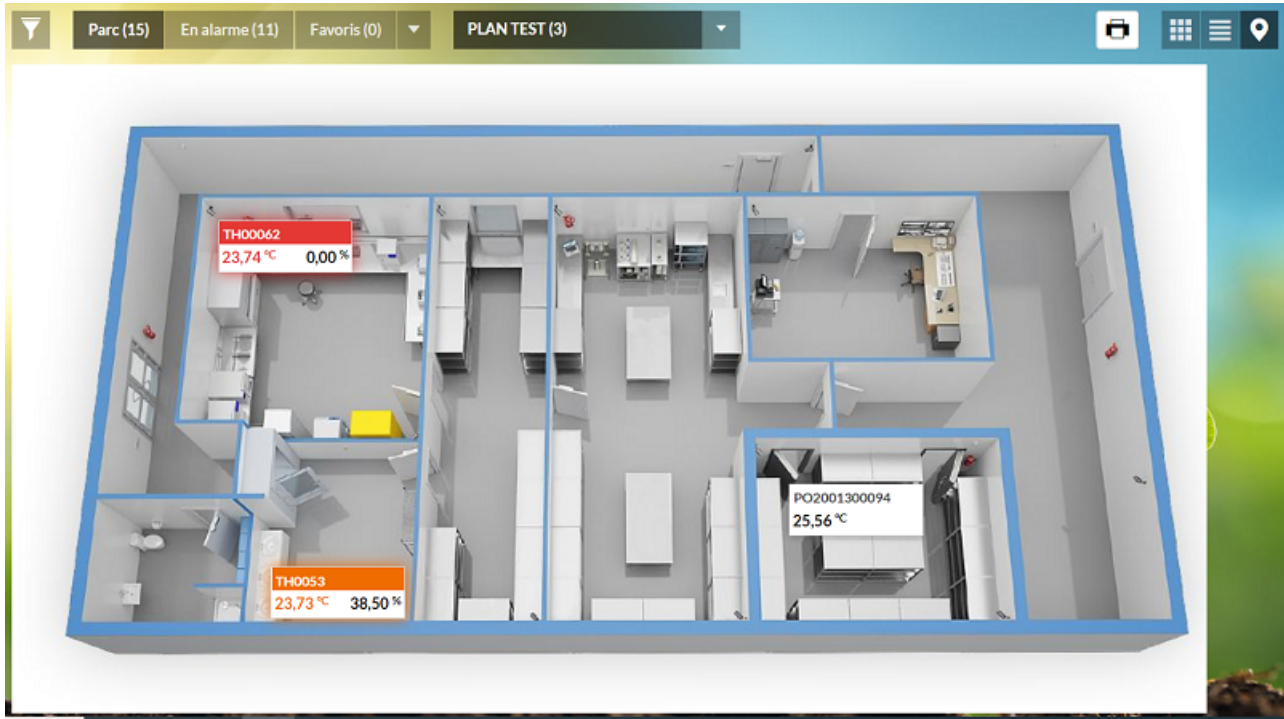 Parc (15) En alarme (11) Favoris (0) PLAN TEST (3)
TH00062
23,74 °C 0,00 %
PO2001300094
25,56 °C
TH0053
23,73 °C 38,50 %